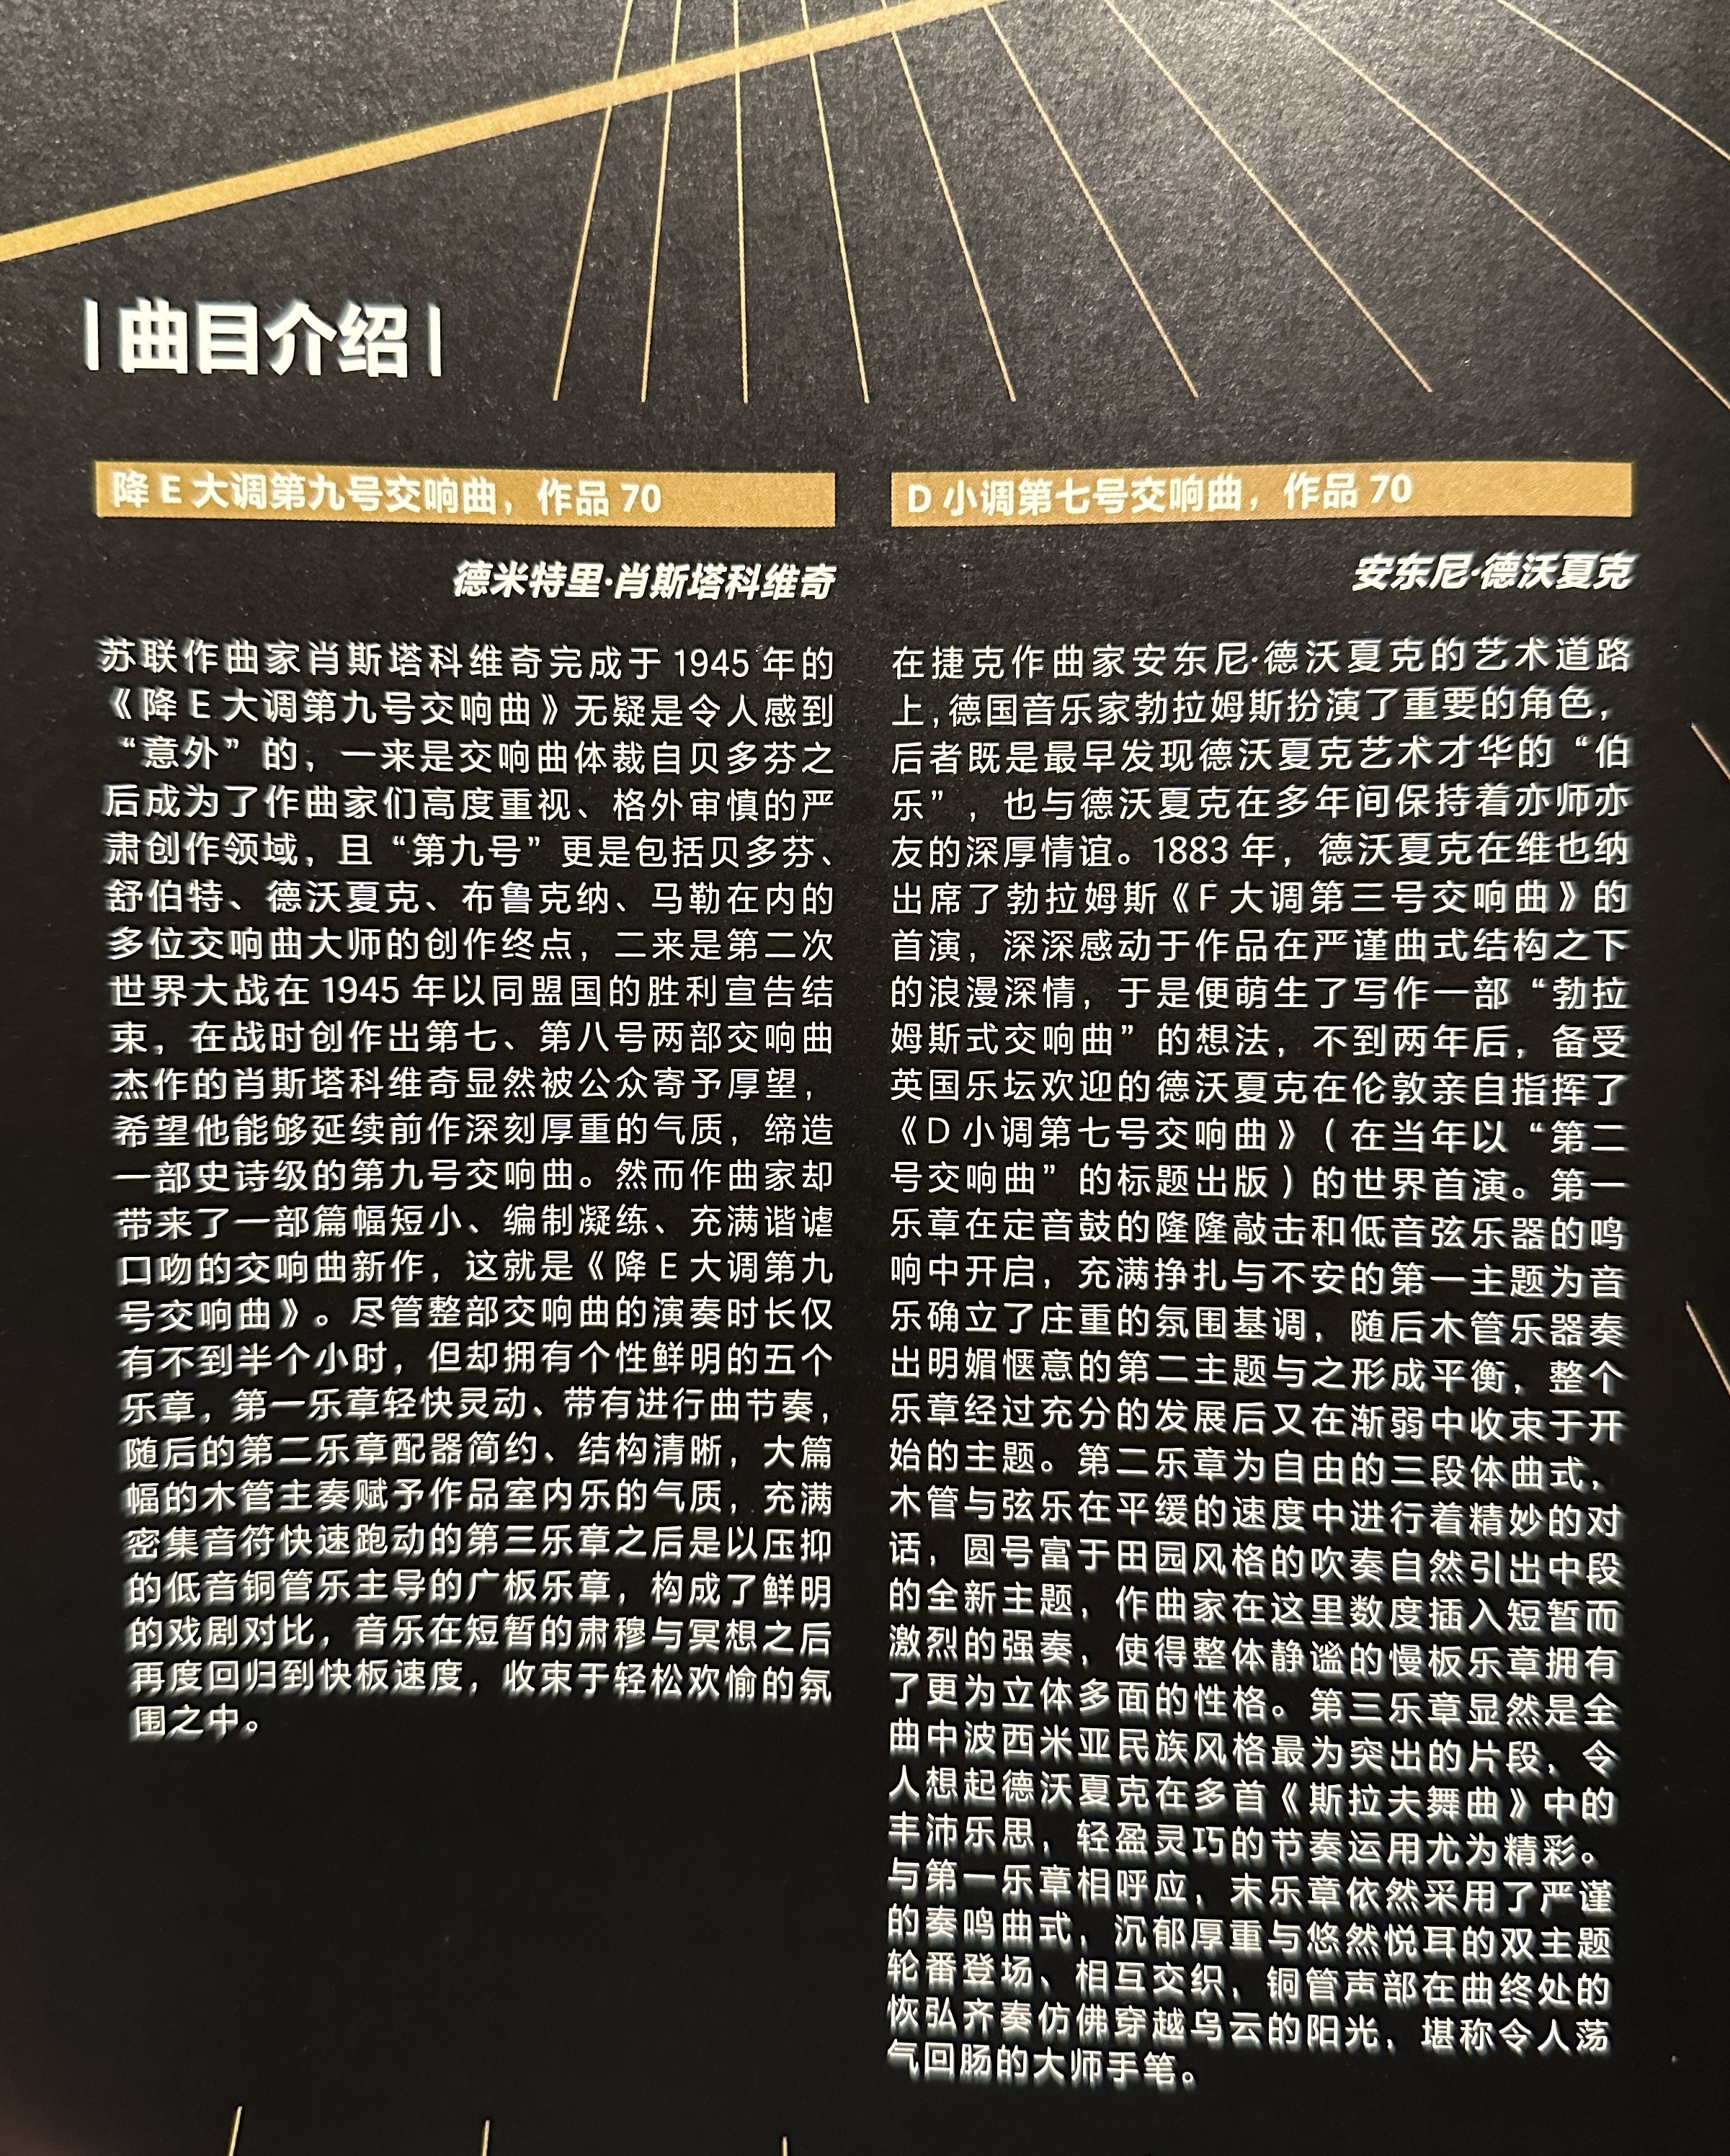 曲目介绍
降 E 大调第九号交响曲，作品 70
德米特里·肖斯塔科维奇
苏联作曲家肖斯塔科维奇完成于 1945 年的
《降 E 大调第九号交响曲》无疑是令人感到
“意外”的，一来是交响曲体裁自贝多芬之
后成为了作曲家们高度重视、格外审慎的严
肃创作领域，且“第九号”更是包括贝多芬、
舒伯特、德沃夏克、布鲁克纳、马勒在内的
多位交响曲大师的创作终点，二来是第二次
世界大战在 1945 年以同盟国的胜利宣告结
束，在战时创作出第七、第八号两部交响曲
杰作的肖斯塔科维奇显然被公众寄予厚望，
希望他能够延续前作深刻厚重的气质，缔造
一部史诗级的第九号交响曲。然而作曲家却
带来了一部篇幅短小、编制凝练、充满谐谑
口吻的交响曲新作，这就是《降 E 大调第九
号交响曲》。尽管整部交响曲的演奏时长仅
有不到半个小时，但却拥有个性鲜明的五个
乐章，第一乐章轻快灵动、带有进行曲节奏，
随后的第二乐章配器简约、结构清晰，大篇
幅的木管主奏赋予作品室内乐的气质，充满
密集音符快速跑动的第三乐章之后是以压抑
的低音铜管乐主导的广板乐章，构成了鲜明
的戏剧对比，音乐在短暂的肃穆与冥想之后
再度回归到快板速度，收束于轻松欢愉的氛
围之中。
D 小调第七号交响曲，作品 70
安东尼·德沃夏克
在捷克作曲家安东尼·德沃夏克的艺术道路
上，德国音乐家勃拉姆斯扮演了重要的角色，
后者既是最早发现德沃夏克艺术才华的“伯
乐”，也与德沃夏克在多年间保持着亦师亦
友的深厚情谊。1883 年，德沃夏克在维也纳
出席了勃拉姆斯《F 大调第三号交响曲》的
首演，深深感动于作品在严谨曲式结构之下
的浪漫深情，于是便萌生了写作一部“勃拉
姆斯式交响曲”的想法，不到两年后，备受
英国乐坛欢迎的德沃夏克在伦敦亲自指挥了
《D 小调第七号交响曲》（在当年以“第二
号交响曲”的标题出版）的世界首演。第一
乐章在定音鼓的隆隆敲击和低音弦乐器的鸣
响中开启，充满挣扎与不安的第一主题为音
乐确立了庄重的氛围基调，随后木管乐器奏
出明媚惬意的第二主题与之形成平衡，整个
乐章经过充分的发展后又在渐弱中收束于开
始的主题。第二乐章为自由的三段体曲式，
木管与弦乐在平缓的速度中进行着精妙的对
话，圆号富于田园风格的吹奏自然引出中段
的全新主题，作曲家在这里数度插入短暂而
激烈的强奏，使得整体静谧的慢板乐章拥有
了更为立体多面的性格。第三乐章显然是全
曲中波西米亚民族风格最为突出的片段，令
人想起德沃夏克在多首《斯拉夫舞曲》中的
丰沛乐思，轻盈灵巧的节奏运用尤为精彩。
与第一乐章相呼应，末乐章依然采用了严谨
的奏鸣曲式，沉郁厚重与悠然悦耳的双主题
轮番登场、相互交织，铜管声部在曲终处的
恢弘齐奏仿佛穿越乌云的阳光，堪称令人荡
气回肠的大师手笔。